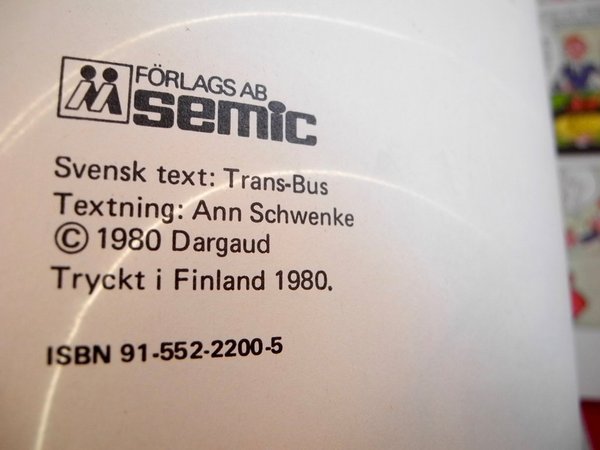 FÖRLAGS AB
semic
Svensk text: Trans-Bus
Textning: Ann Schwenke
© 1980 Dargaud
Tryckt i Finland 1980.
ISBN 91-552-2200-5